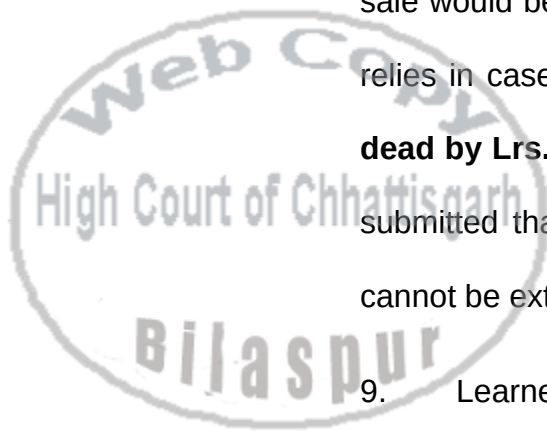 sale would be
relies in case
dead by Lrs.
submitted tha
cannot be ext
9. Learne
Web Copy
High Court of Chhattisgarh
Bilaspur